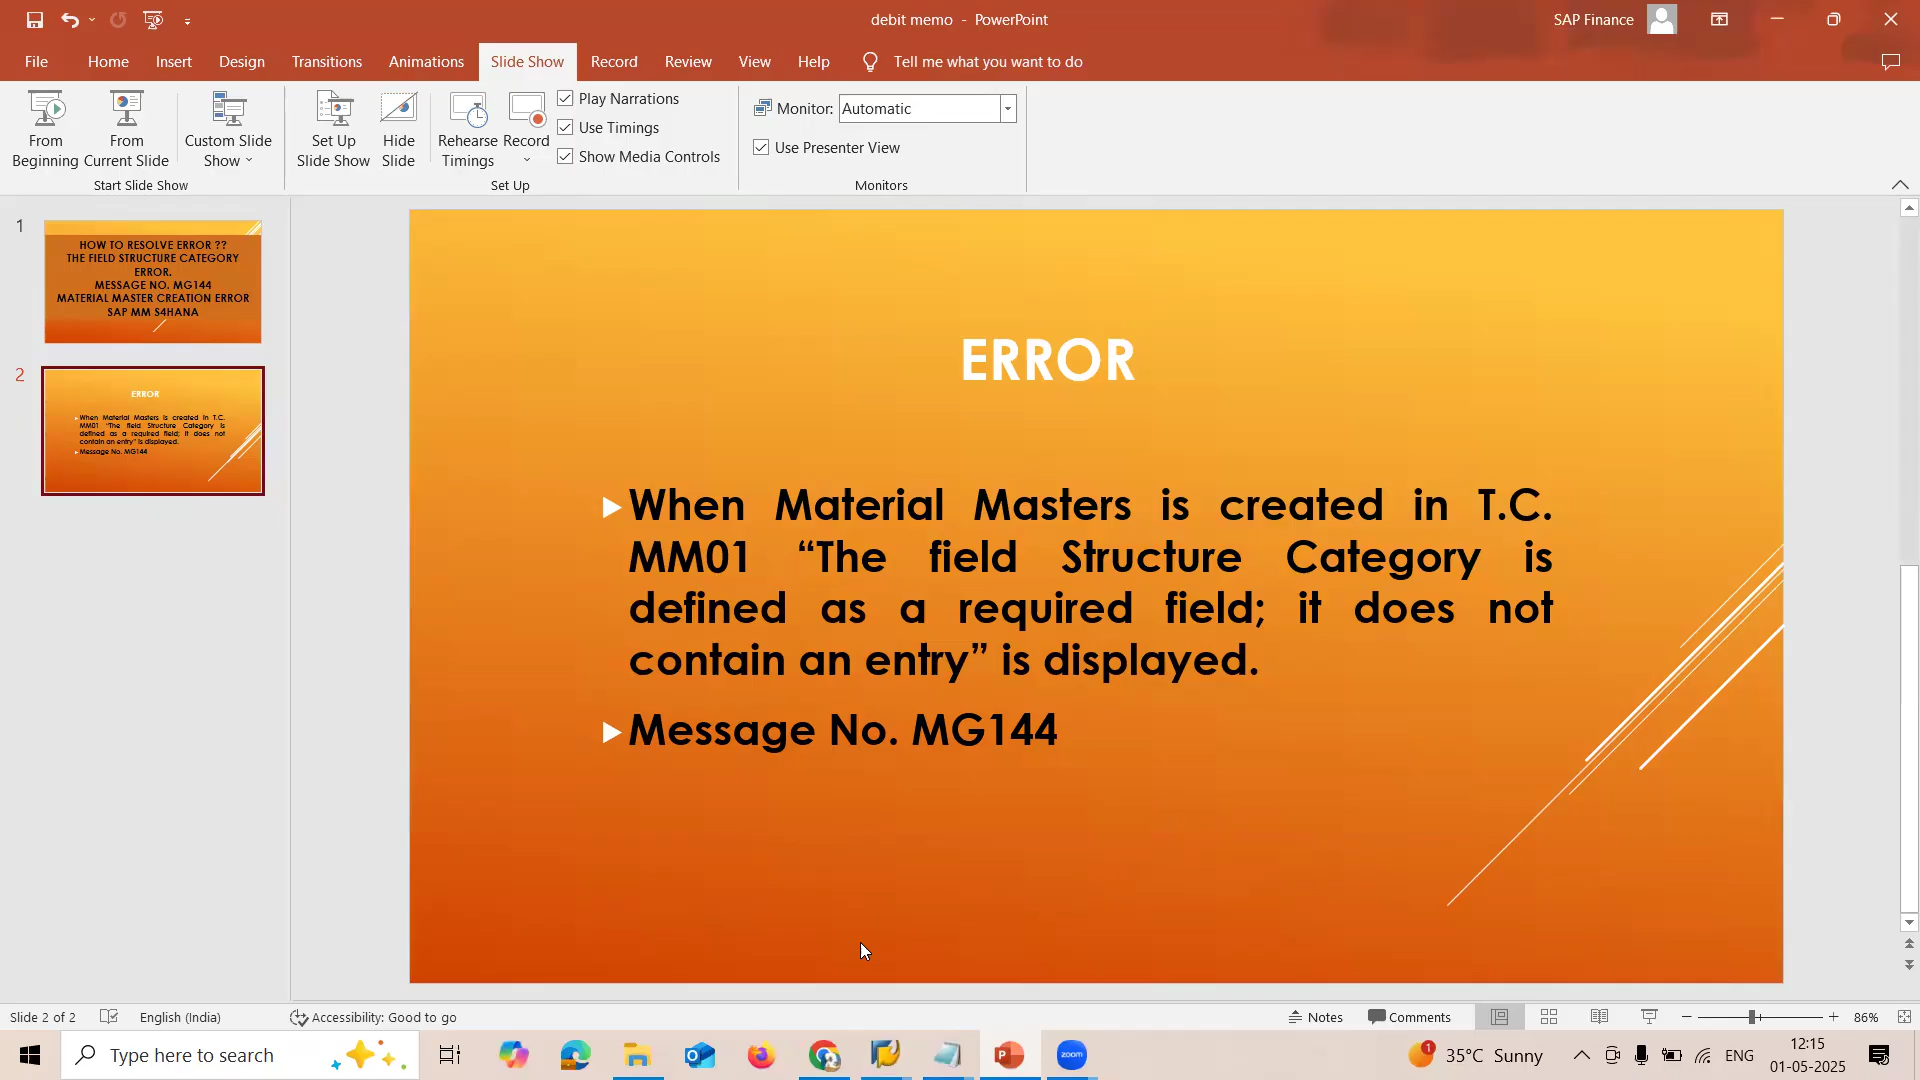 debit memo - PowerPoint
SAP Finance
File
Home
Insert
Design
Transitions
Animations
Slide Show
Record
Review
View
Help
Tell me what you want to do
From Beginning
From Current Slide
Custom Slide Show
Start Slide Show
Set Up Slide Show
Hide Slide
Rehearse Timings
Record
Play Narrations
Use Timings
Show Media Controls
Set Up
Monitor: Automatic
Use Presenter View
Monitors
1
HOW TO RESOLVE ERROR ??
THE FIELD STRUCTURE CATEGORY
ERROR.
MESSAGE NO. MG144
MATERIAL MASTER CREATION ERROR
SAP MM S4HANA
2
ERROR
When Material Masters is created in T.C.
MM01 “The field Structure Category is
defined as a required field; it does not
contain an entry” is displayed.
Message No. MG144
ERROR
When Material Masters is created in T.C.
MM01 “The field Structure Category is
defined as a required field; it does not
contain an entry” is displayed.
Message No. MG144
Slide 2 of 2
English (India)
Accessibility: Good to go
Notes
Comments
86%
Type here to search
zoom
1
35°C Sunny
ENG
12:15
01-05-2025